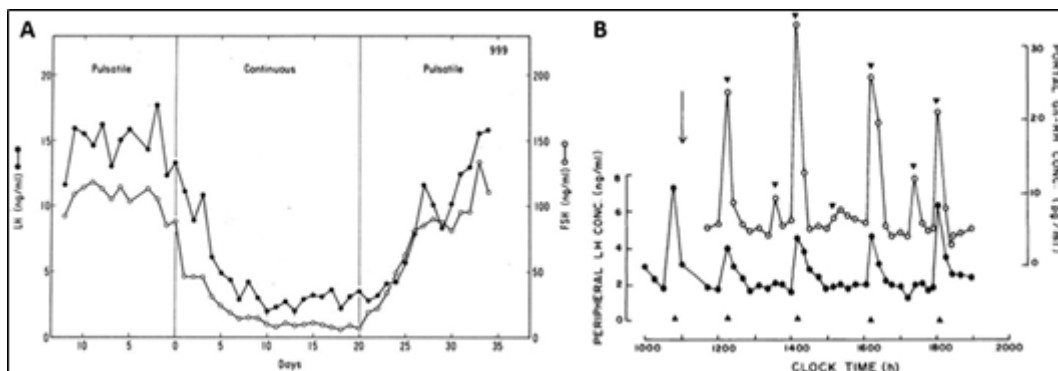 A
999
Pulsatile
Continuous
Pulsatile
20
15
10
5
0
LH (ng/ml)
200
150
100
50
0
FSH (ng/ml)
10 5 0 5 10 15 20 25 30 35
Days
B
30
20
10
0
PORTAL GN-RH CONC. (pg/ml)
8
6
4
2
0
PERIPHERAL LH CONC. (ng/ml)
1000 1200 1400 1600 1800 2000
CLOCK TIME (h)